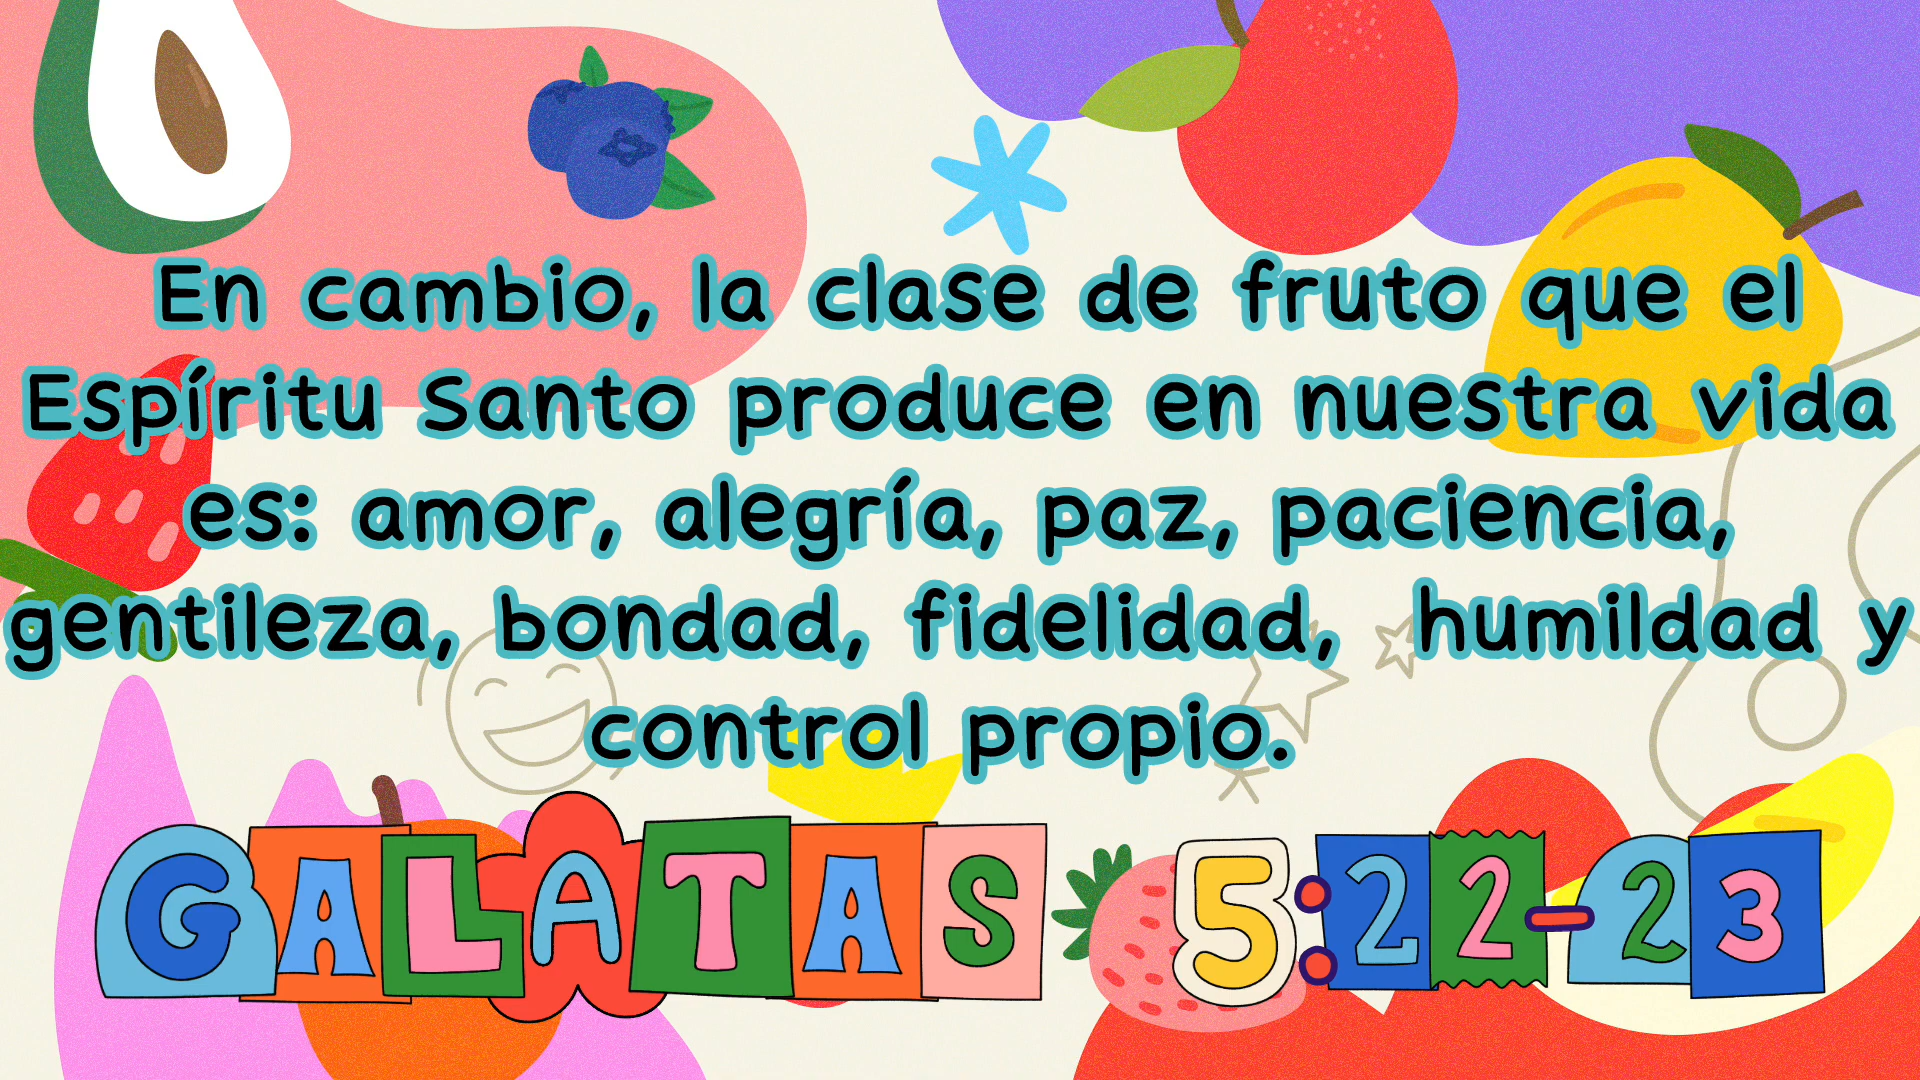 En cambio, la clase de fruto que el
Espíritu Santo produce en nuestra vida
es: amor, alegría, paz, paciencia,
gentileza, bondad, fidelidad, humildad y
control propio.
GALATAS 5:22-23